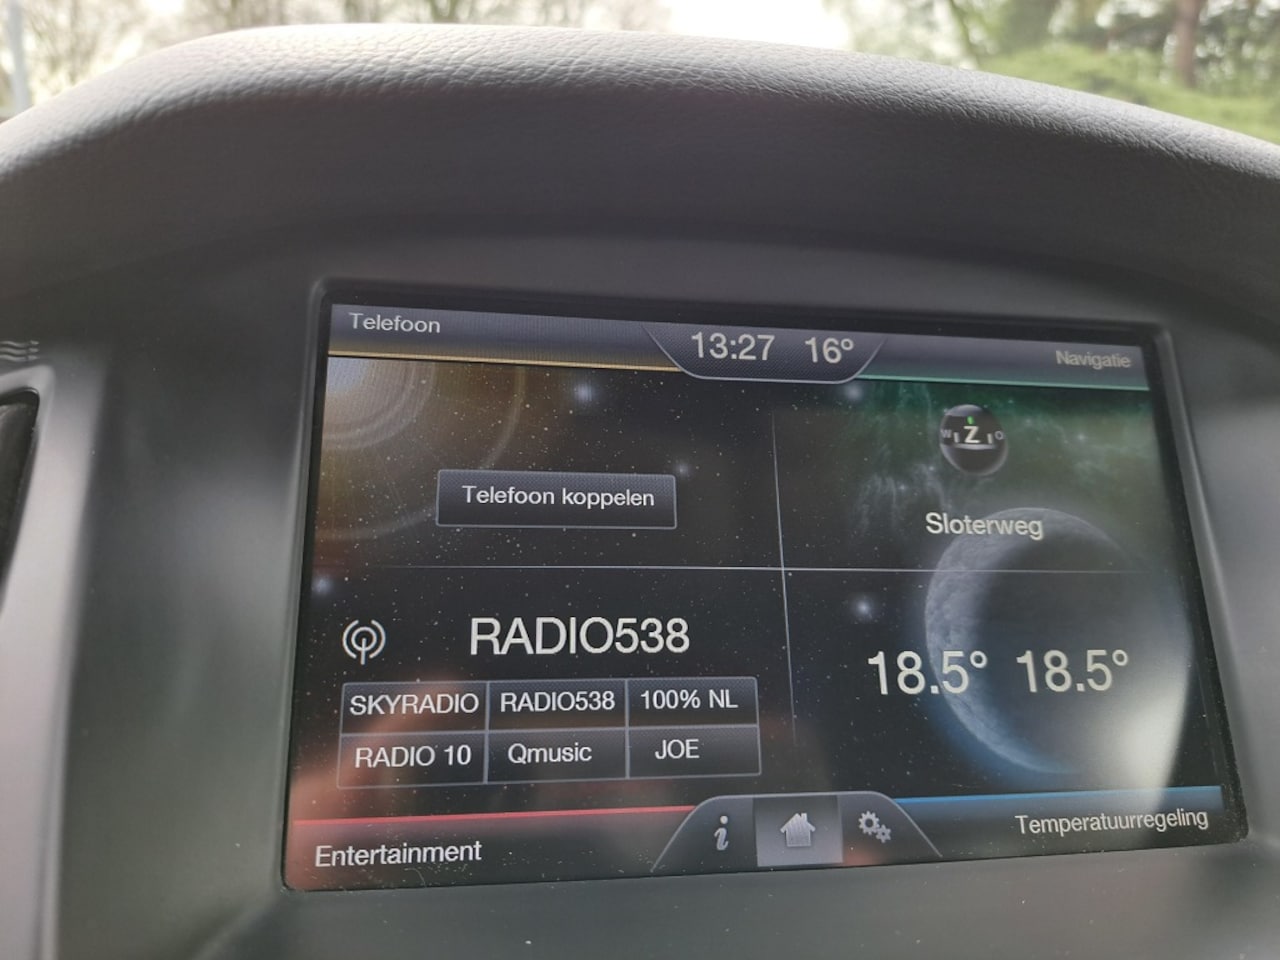 Telefoon
13:27 16°
Navigatie
W Z O
Telefoon koppelen
Sloterweg
RADIO538
18.5° 18.5°
SKYRADIO RADIO538 100% NL
RADIO 10 Qmusic JOE
Entertainment
i
Temperatuurregeling